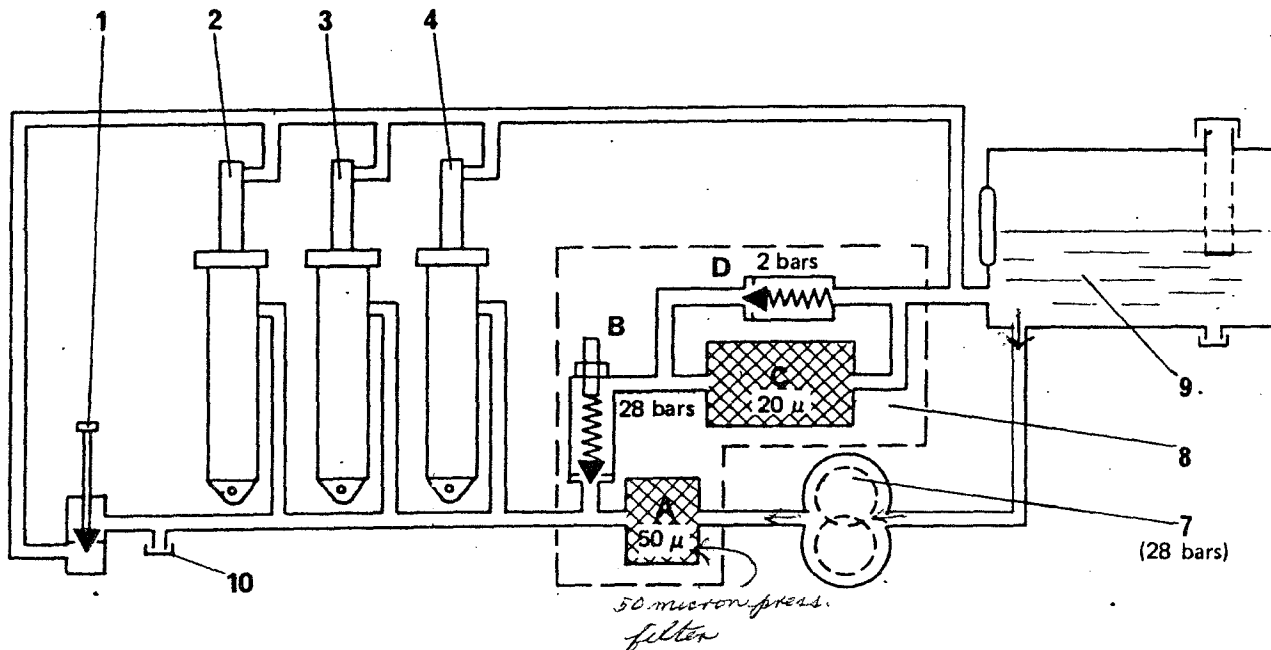 1 2 3 4
D 2 bars
B
C
28 bars
20 µ
9
8
A
50 µ
7
(28 bars)
10
50 micron press.
filter